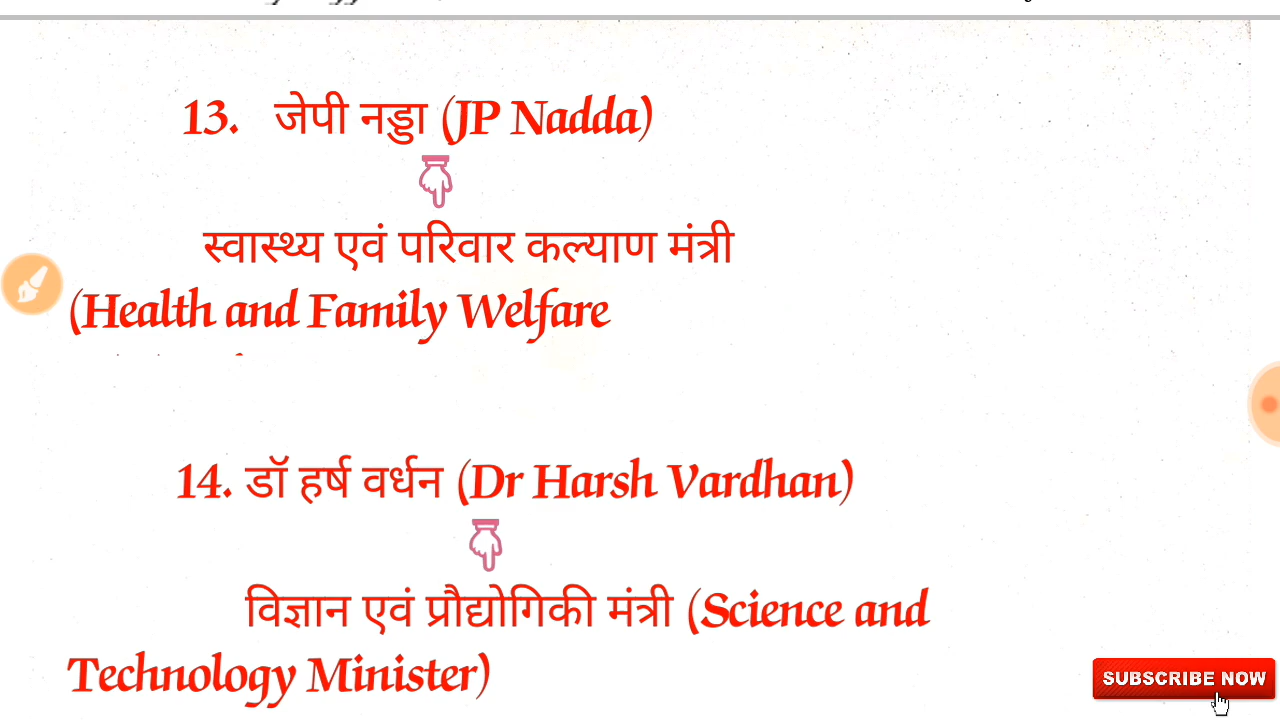 13. जेपी नड्डा (JP Nadda)
स्वास्थ्य एवं परिवार कल्याण मंत्री
(Health and Family Welfare
14. डॉ हर्ष वर्धन (Dr Harsh Vardhan)
विज्ञान एवं प्रौद्योगिकी मंत्री (Science and
Technology Minister)
SUBSCRIBE NOW